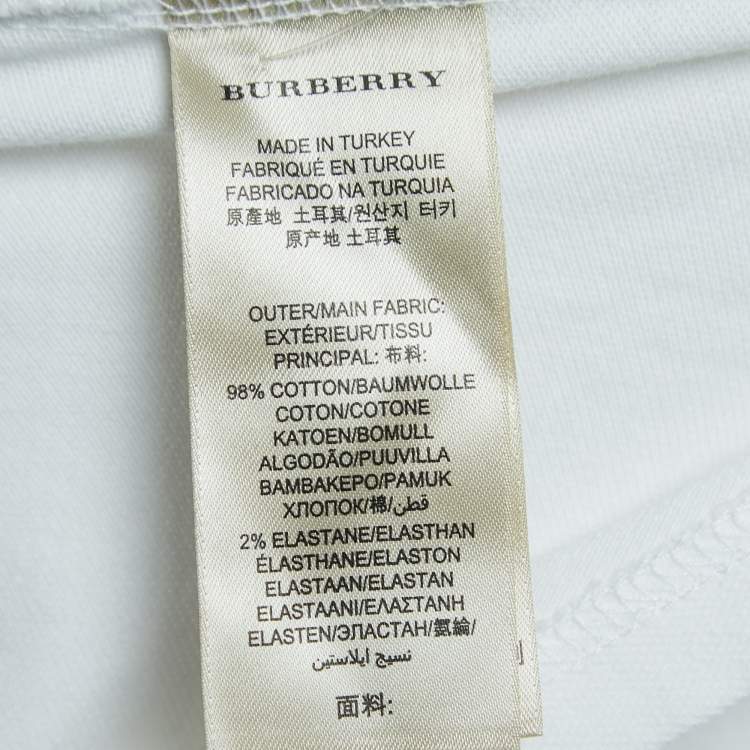 BURBERRY
MADE IN TURKEY
FABRIQUÉ EN TURQUIE
FABRICADO NA TURQUIA
原產地 土耳其/원산지 터키
原产地 土耳其
OUTER/MAIN FABRIC:
EXTÉRIEUR/TISSU
PRINCIPAL: 布料:
98% COTTON/BAUMWOLLE
COTON/COTONE
KATOEN/BOMULL
ALGODÃO/PUUVILLA
ΒΑΜΒΑΚΕΡΟ/PAMUK
ХЛОПОК/棉/قطن/
2% ELASTANE/ELASTHAN
ÉLASTHANE/ELASTON
ELASTAAN/ELASTAN
ELASTAANI/ΕΛΑΣΤΑΝΗ
ELASTEN/ЭЛАСТАН/氨綸/
نسيج ايلاستين
面料: